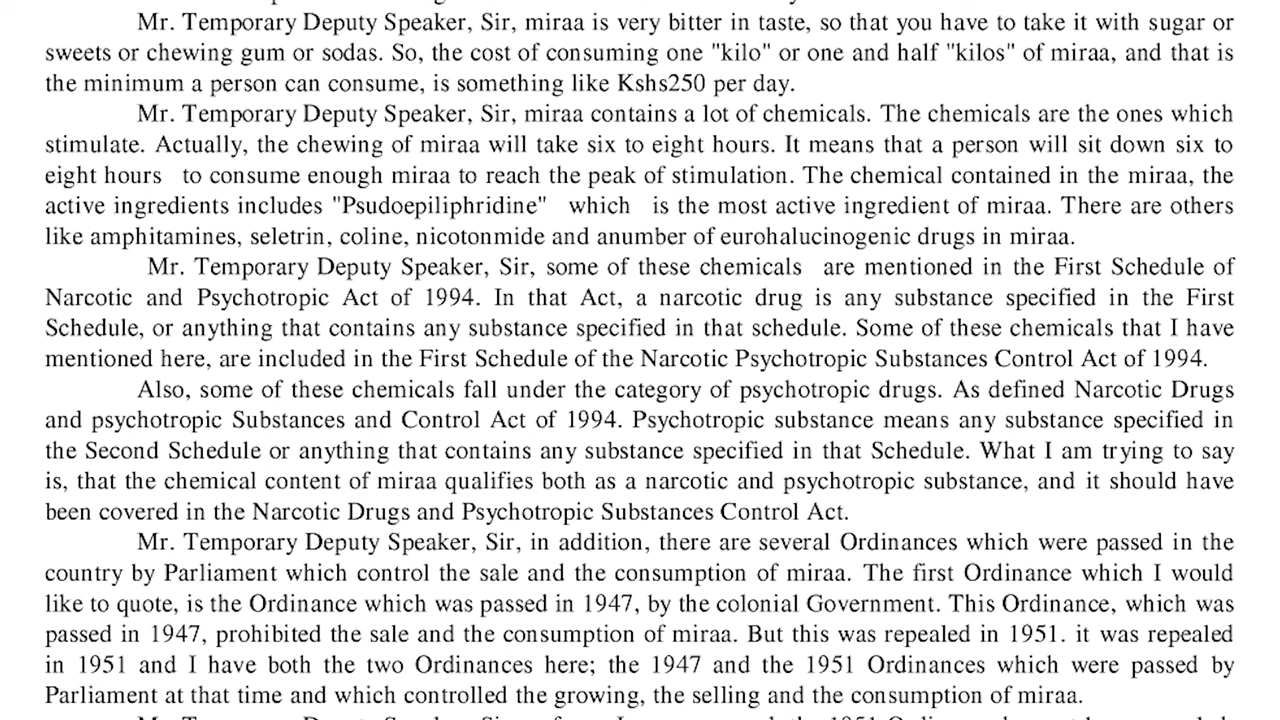 Mr. Temporary Deputy Speaker, Sir, miraa is very bitter in taste, so that you have to take it with sugar or
sweets or chewing gum or sodas. So, the cost of consuming one "kilo" or one and half "kilos" of miraa, and that is
the minimum a person can consume, is something like Kshs250 per day.
Mr. Temporary Deputy Speaker, Sir, miraa contains a lot of chemicals. The chemicals are the ones which
stimulate. Actually, the chewing of miraa will take six to eight hours. It means that a person will sit down six to
eight hours to consume enough miraa to reach the peak of stimulation. The chemical contained in the miraa, the
active ingredients includes "Psudoepiliphridine" which is the most active ingredient of miraa. There are others
like amphitamines, seletrin, coline, nicotonmide and anumber of eurohalucinogenic drugs in miraa.
Mr. Temporary Deputy Speaker, Sir, some of these chemicals are mentioned in the First Schedule of
Narcotic and Psychotropic Act of 1994. In that Act, a narcotic drug is any substance specified in the First
Schedule, or anything that contains any substance specified in that schedule. Some of these chemicals that I have
mentioned here, are included in the First Schedule of the Narcotic Psychotropic Substances Control Act of 1994.
Also, some of these chemicals fall under the category of psychotropic drugs. As defined Narcotic Drugs
and psychotropic Substances and Control Act of 1994. Psychotropic substance means any substance specified in
the Second Schedule or anything that contains any substance specified in that Schedule. What I am trying to say
is, that the chemical content of miraa qualifies both as a narcotic and psychotropic substance, and it should have
been covered in the Narcotic Drugs and Psychotropic Substances Control Act.
Mr. Temporary Deputy Speaker, Sir, in addition, there are several Ordinances which were passed in the
country by Parliament which control the sale and the consumption of miraa. The first Ordinance which I would
like to quote, is the Ordinance which was passed in 1947, by the colonial Government. This Ordinance, which was
passed in 1947, prohibited the sale and the consumption of miraa. But this was repealed in 1951. it was repealed
in 1951 and I have both the two Ordinances here; the 1947 and the 1951 Ordinances which were passed by
Parliament at that time and which controlled the growing, the selling and the consumption of miraa.